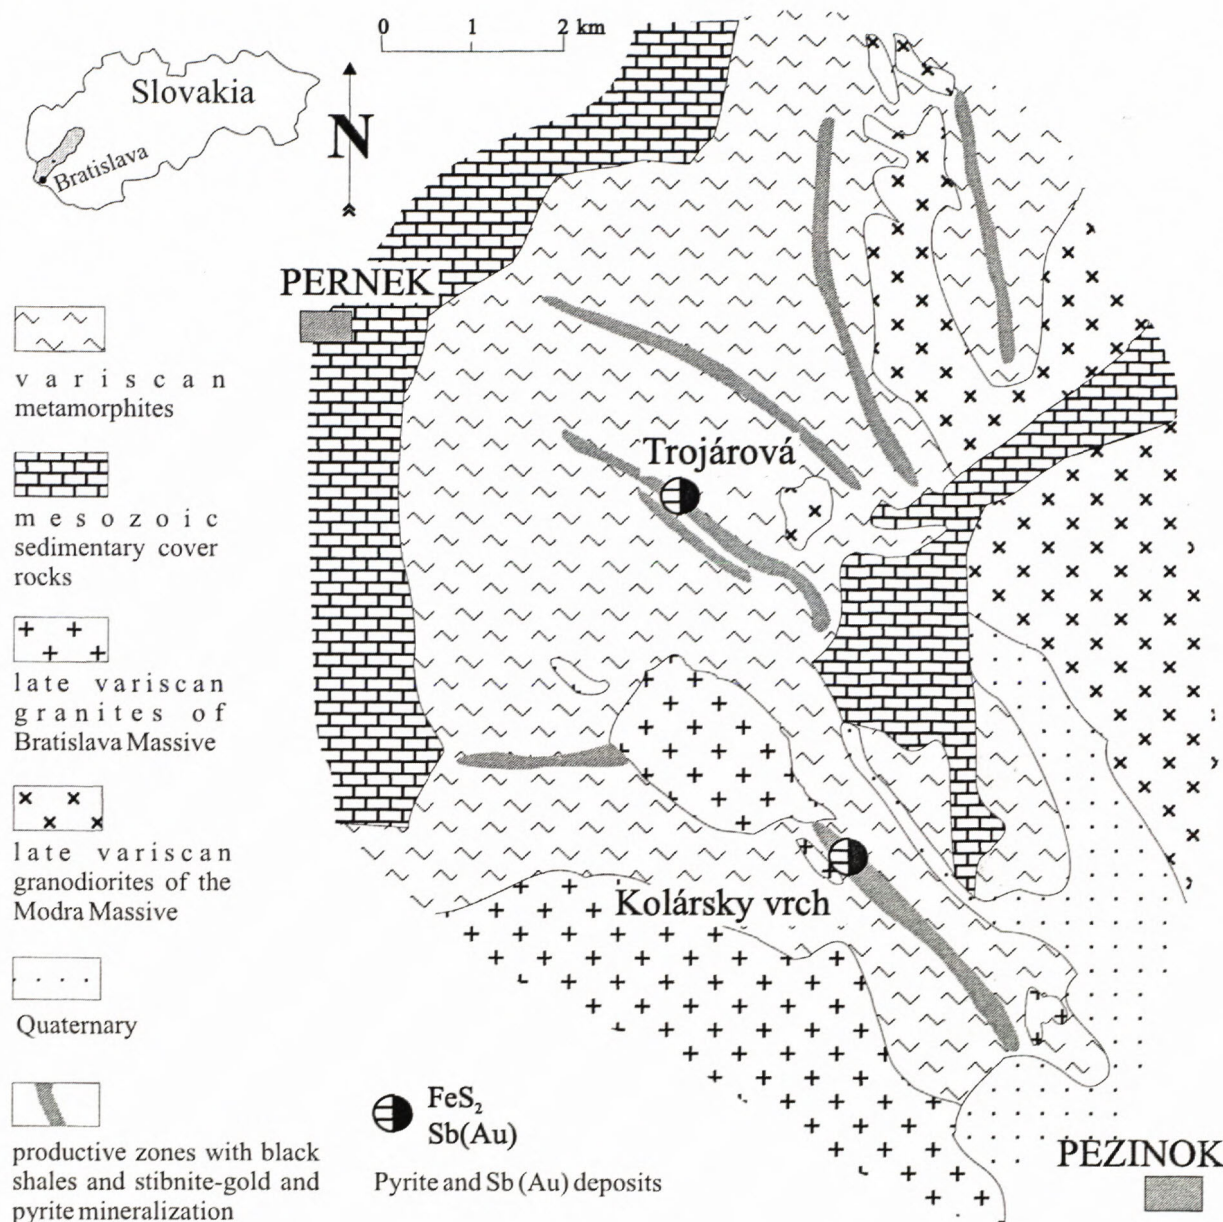 0 1 2 km
Slovakia
Bratislava
N
PERNEK
variscan
metamorphites
mesozoic
sedimentary cover
rocks
late variscan
granites of
Bratislava Massive
late variscan
granodiorites of the
Modra Massive
Quaternary
productive zones with black
shales and stibnite-gold and
pyrite mineralization
Trojárová
Kolársky vrch
FeS₂
Sb(Au)
Pyrite and Sb (Au) deposits
PEZINOK